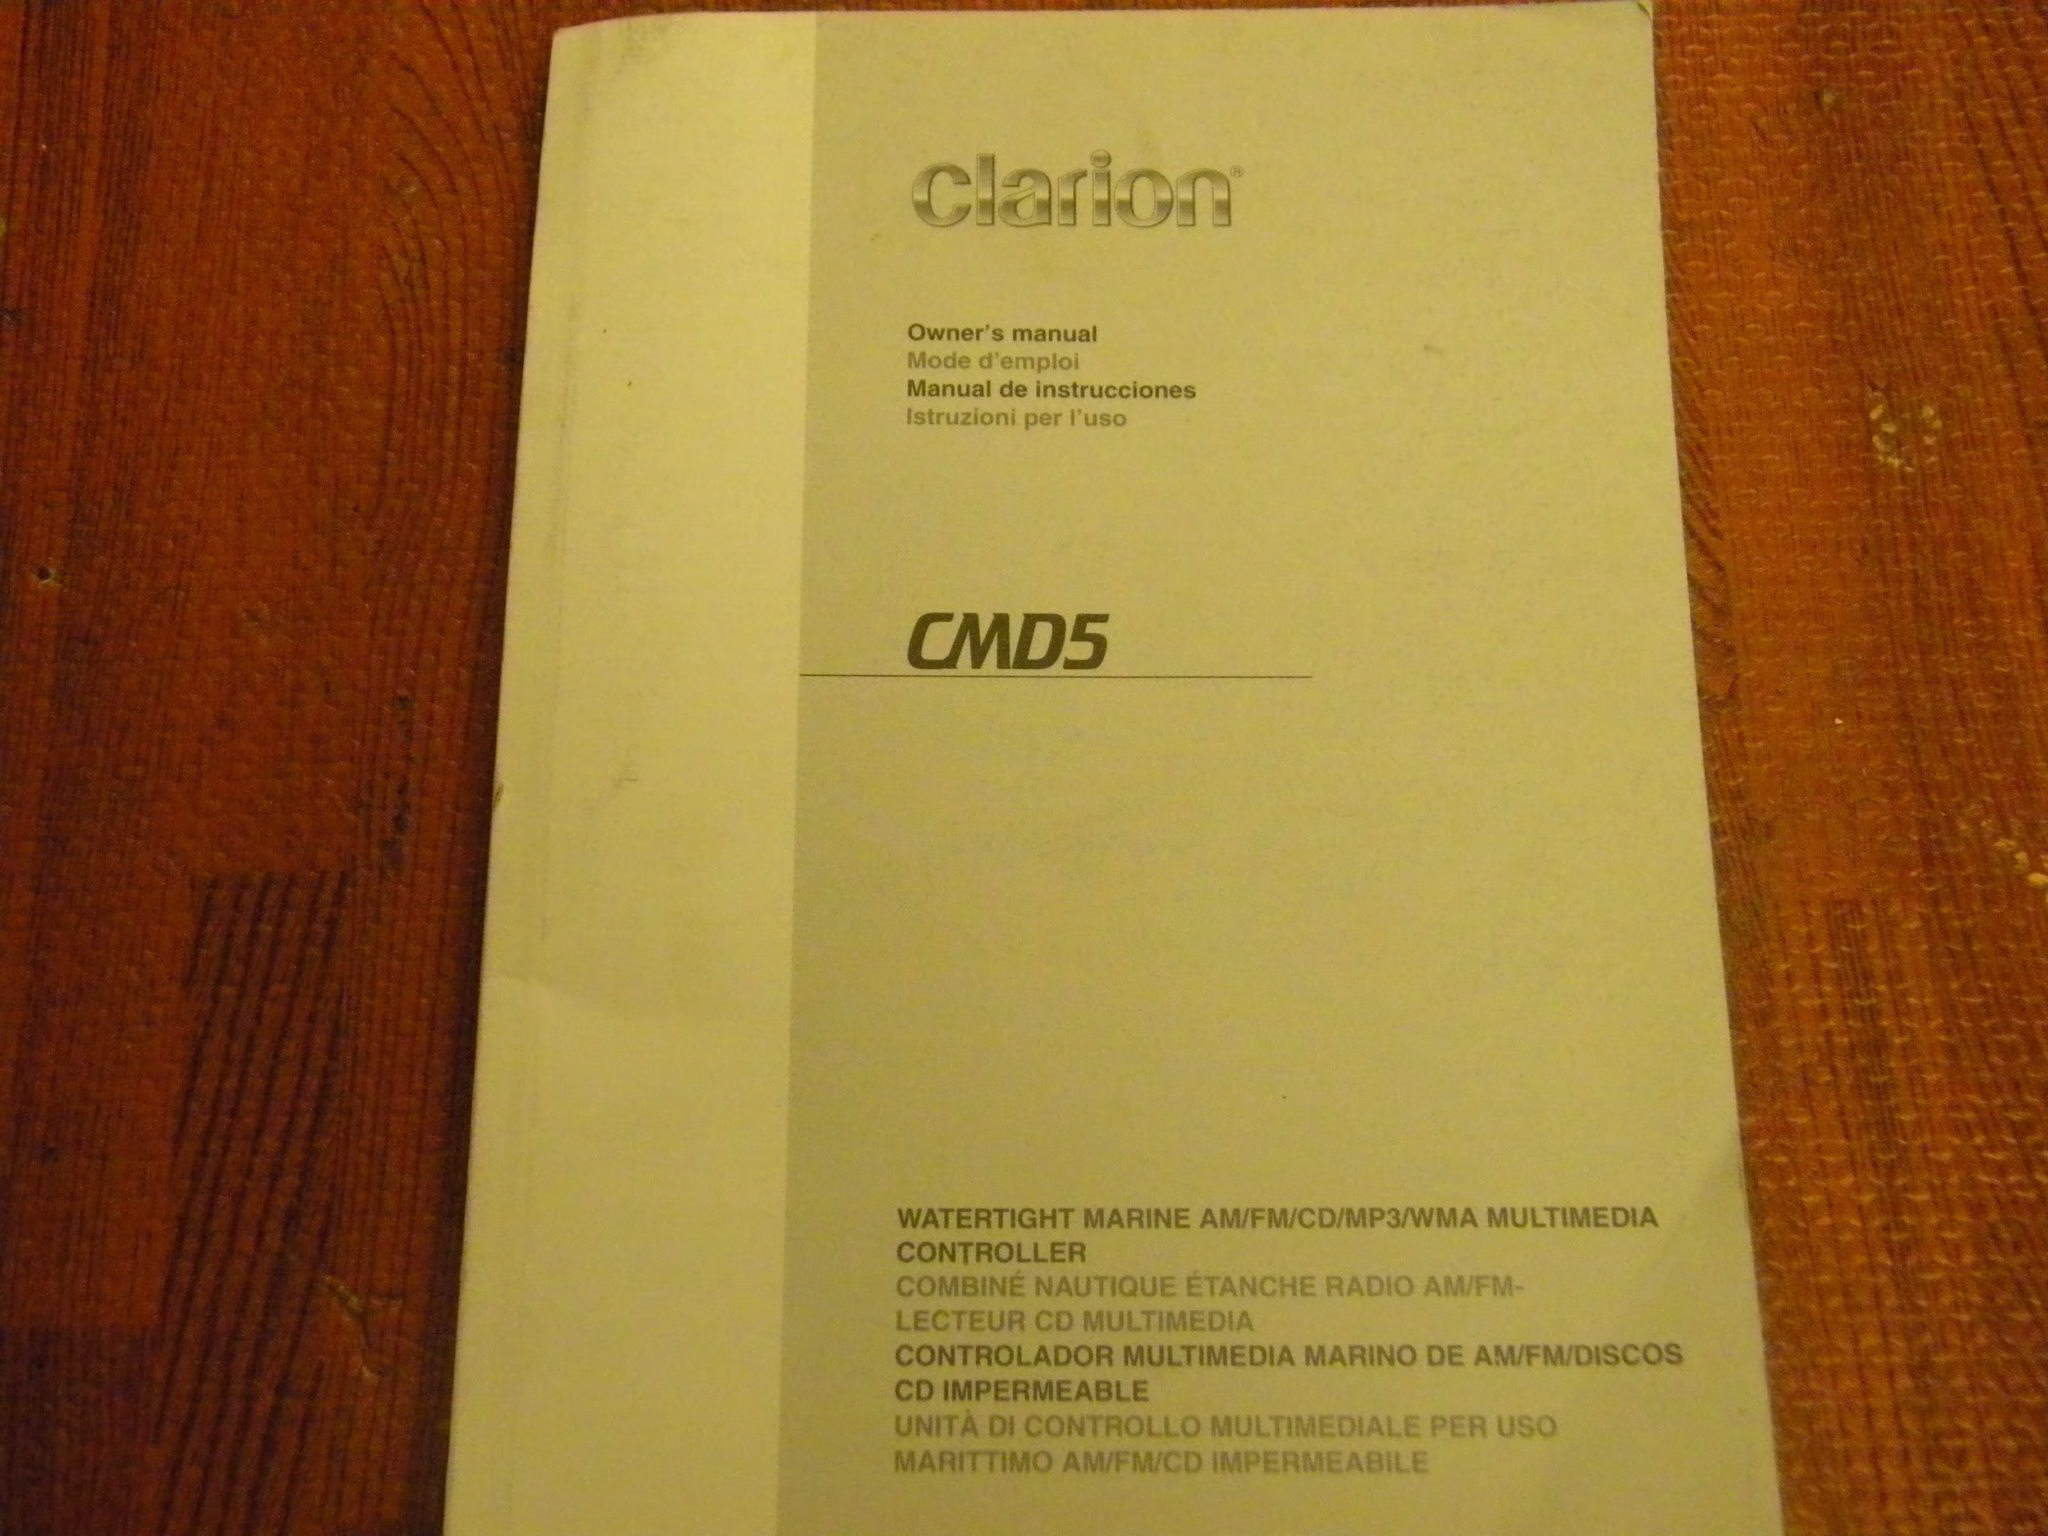 clarion®
Owner's manual
Mode d'emploi
Manual de instrucciones
Istruzioni per l'uso
CMD5
WATERTIGHT MARINE AM/FM/CD/MP3/WMA MULTIMEDIA
CONTROLLER
COMBINÉ NAUTIQUE ÉTANCHE RADIO AM/FM-
LECTEUR CD MULTIMEDIA
CONTROLADOR MULTIMEDIA MARINO DE AM/FM/DISCOS
CD IMPERMEABLE
UNITÀ DI CONTROLLO MULTIMEDIALE PER USO
MARITTIMO AM/FM/CD IMPERMEABILE